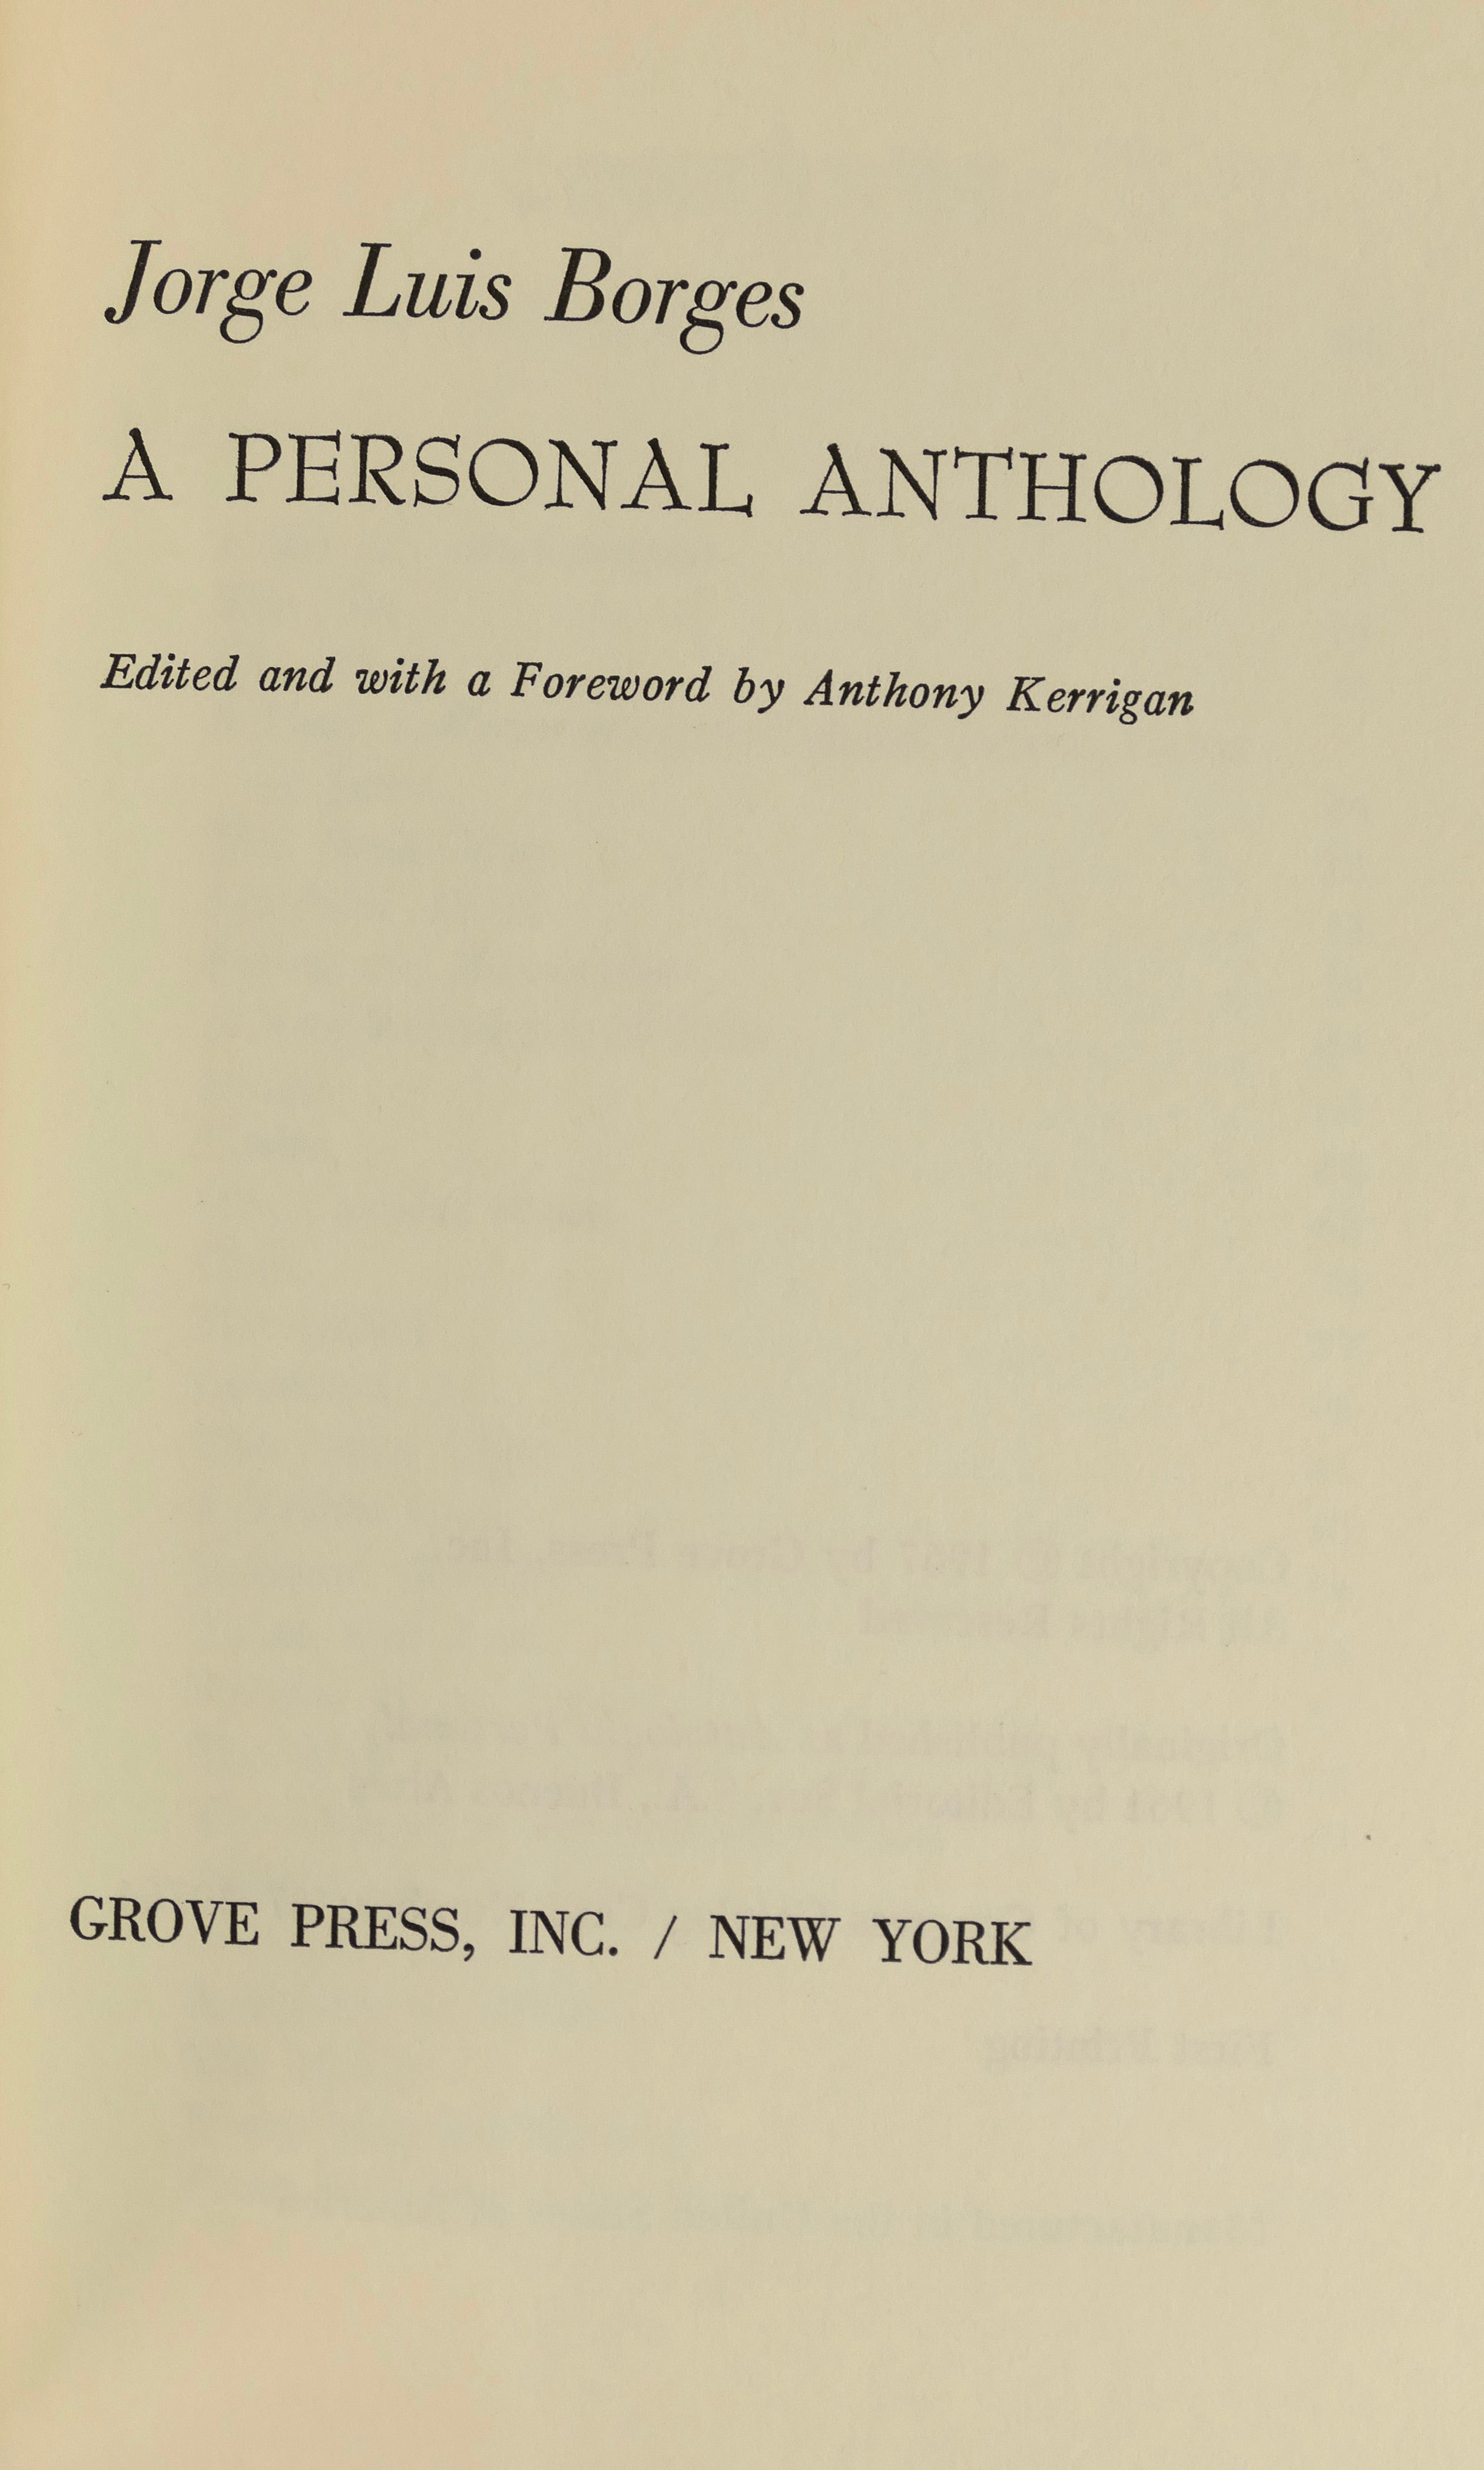 Jorge Luis Borges
A PERSONAL ANTHOLOGY
Edited and with a Foreword by Anthony Kerrigan
GROVE PRESS, INC. / NEW YORK